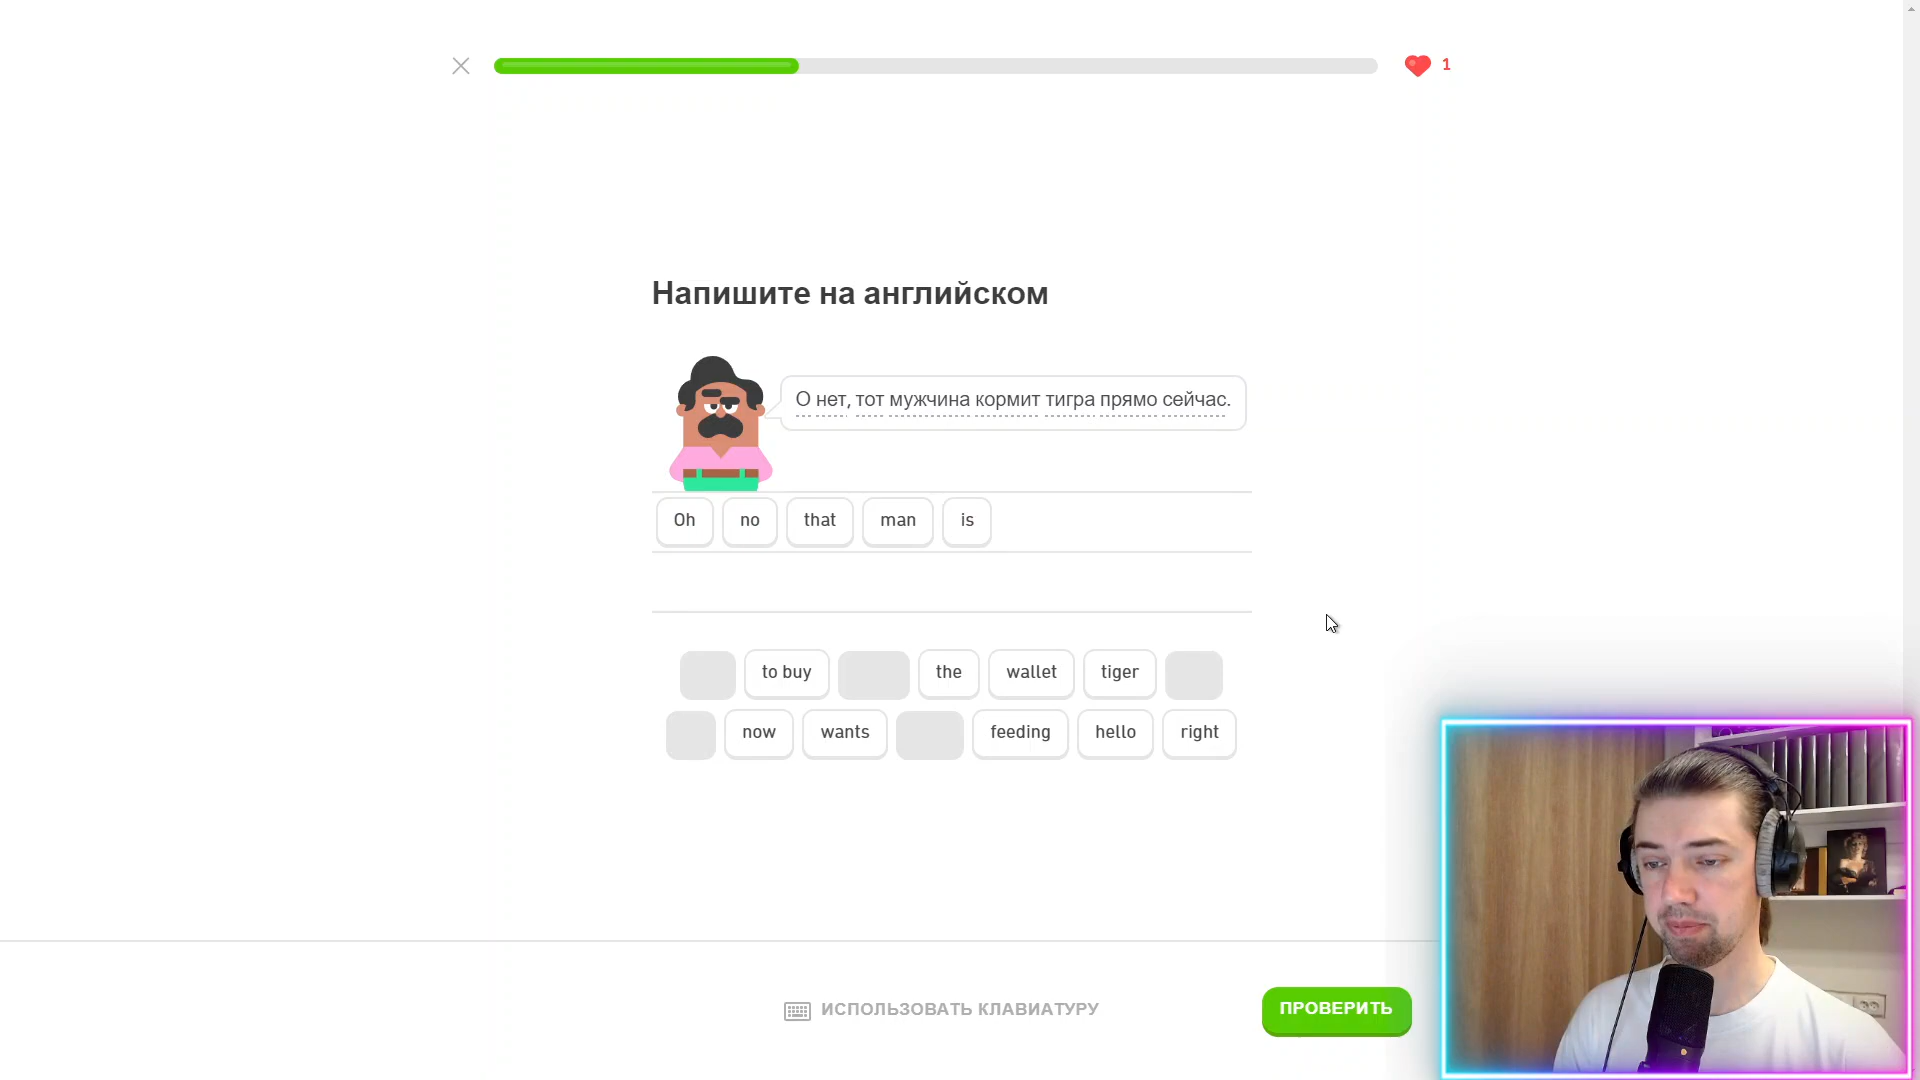 1
Напишите на английском
О нет, тот мужчина кормит тигра прямо сейчас.
Oh no that man is
to buy the wallet tiger
now wants feeding hello right
ИСПОЛЬЗОВАТЬ КЛАВИАТУРУ
ПРОВЕРИТЬ